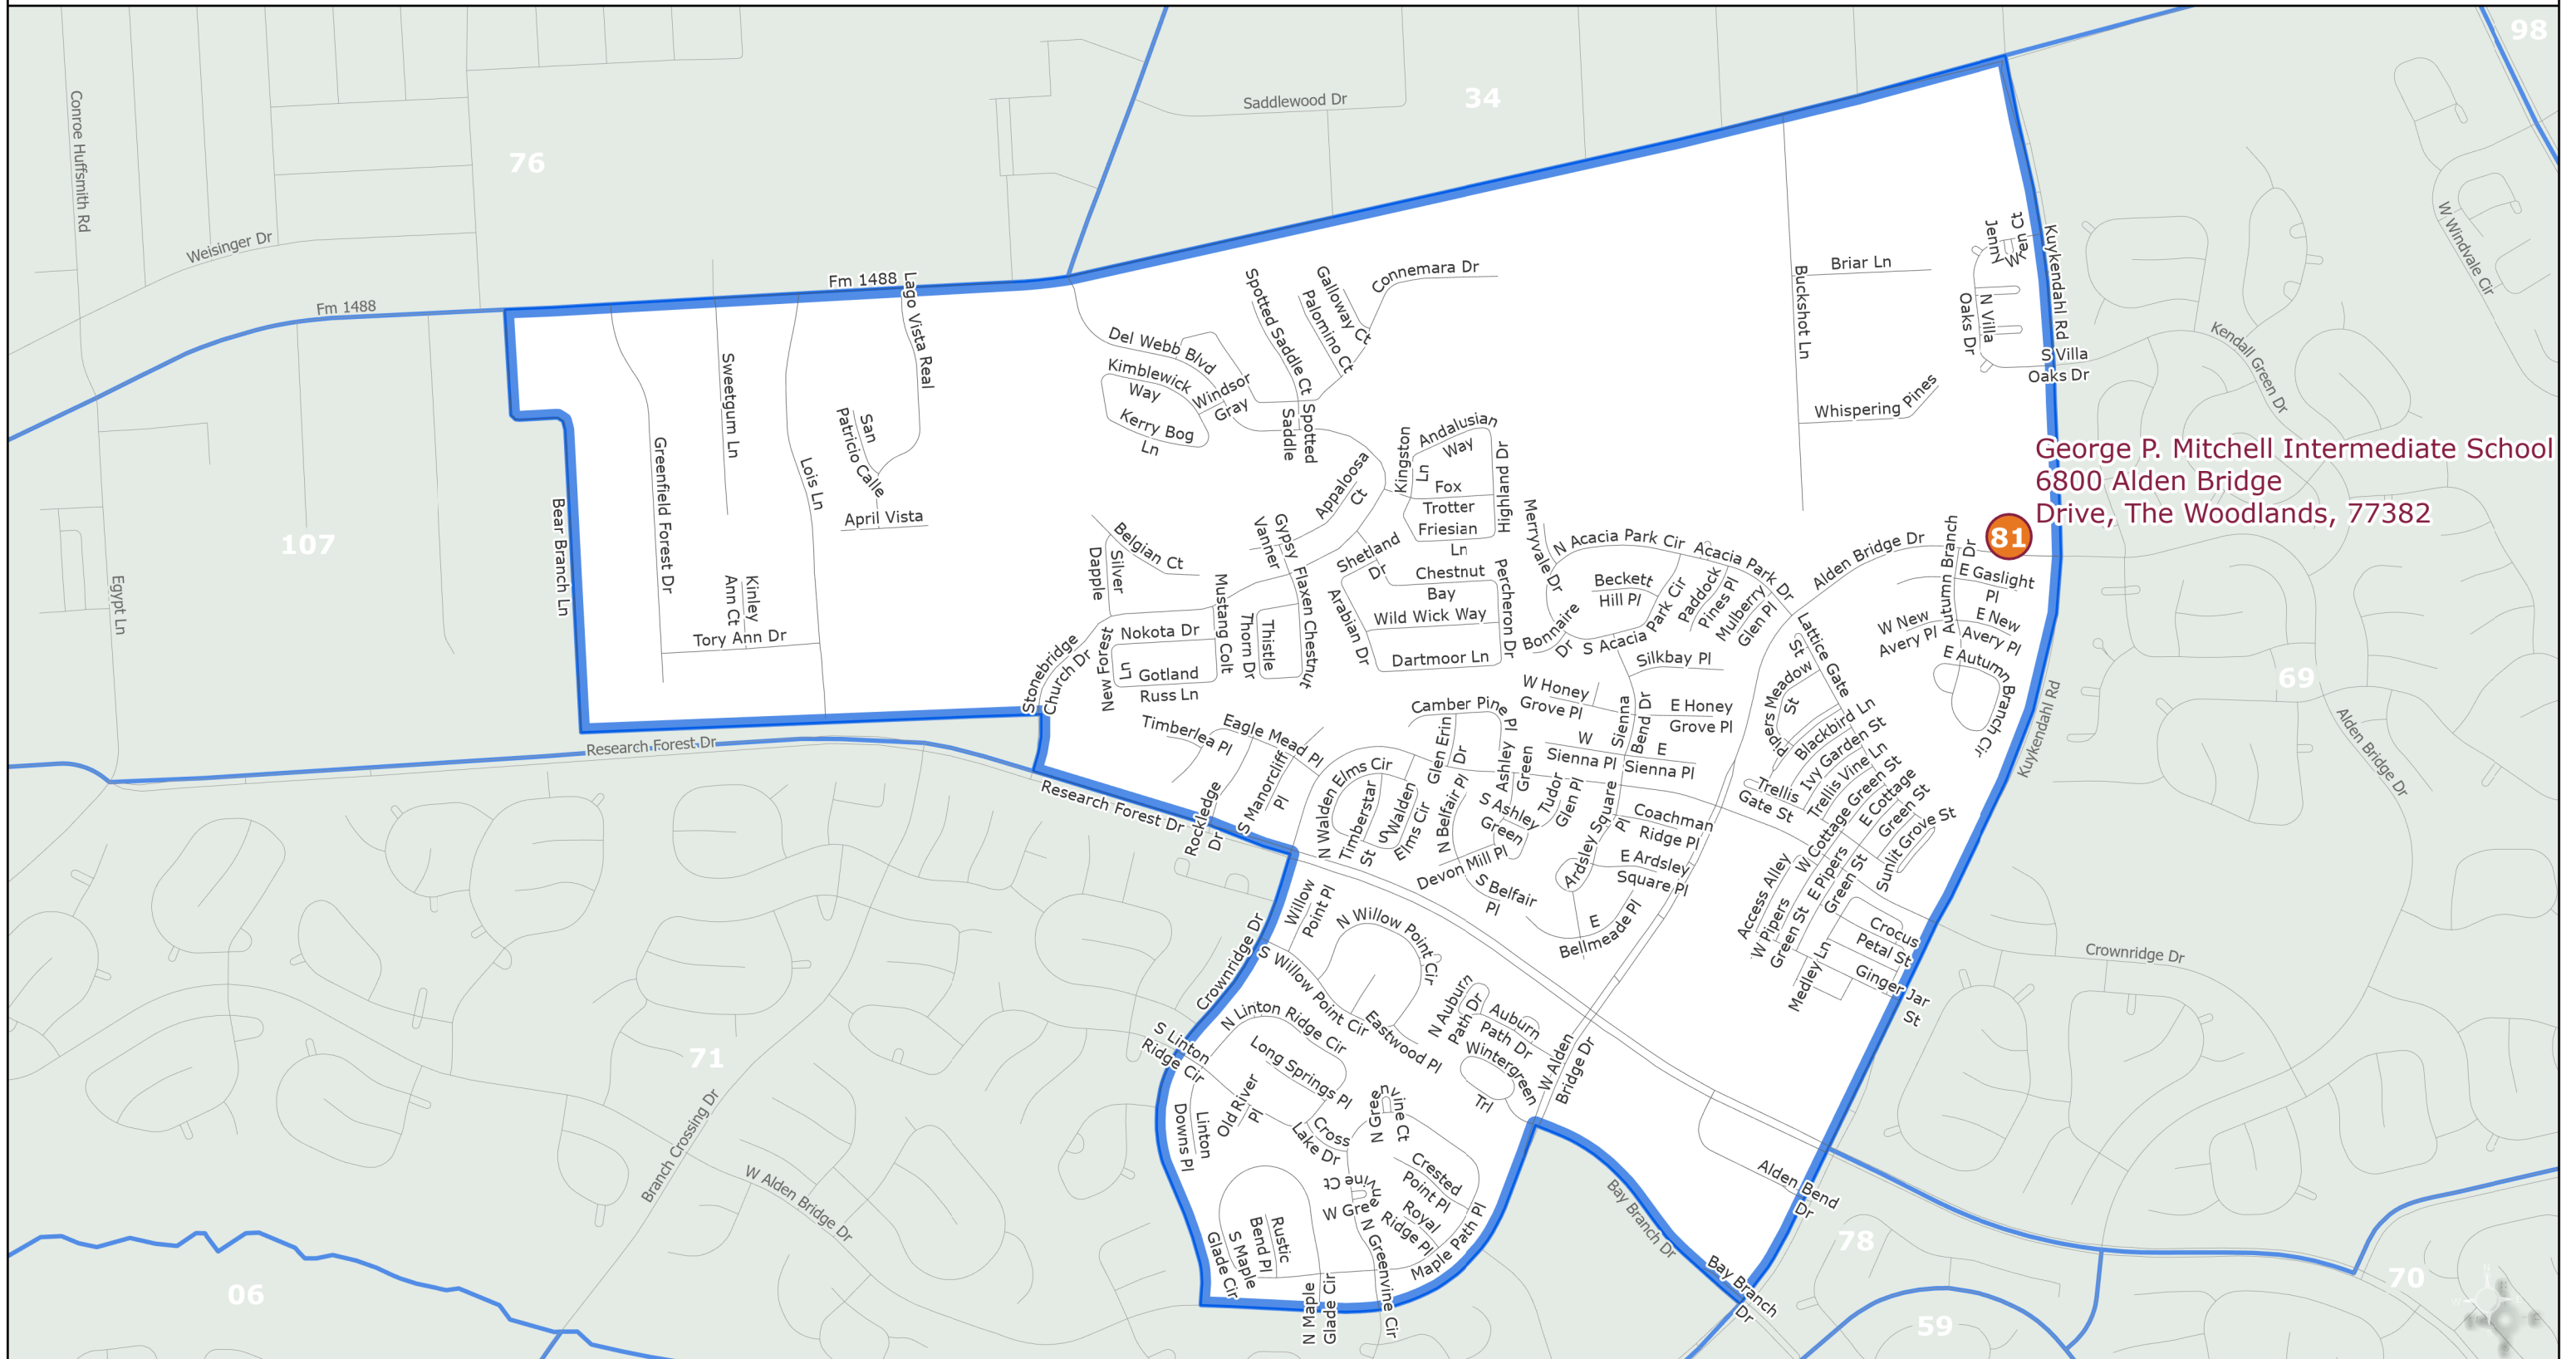 98
34
76
Saddlewood Dr
Conroe Huffsmith Rd
Weisinger Dr
Fm 1488
Fm 1488
Lago Vista Real
Sweetgum Ln
Greenfield Forest Dr
Lois Ln
San
Patricio Calle
April Vista
Kinley
Ann Ct
Tory Ann Dr
Bear Branch Ln
107
Egypt Ln
Research Forest Dr
Del Webb Blvd
Kimblewick
Way
Windsor
Gray
Kerry Bog
Ln
Spotted Saddle Ct
Galloway Ct
Palomino Ct
Connemara Dr
Spotted
Saddle
Appaloosa
Ct
Kingston
Ln
Andalusian
Way
Highland Dr
Fox
Trotter
Friesian
Ln
Gypsy
Vanner
Shetland
Dr
Chestnut
Bay
Wild Wick Way
Dartmoor Ln
Arabian Dr
Percheron Dr
Belgian Ct
Silver
Dapple
Mustang Colt
Thistle
Thorn Dr
Flaxen Chestnut
Nokota Dr
Gotland
Russ Ln
New Forest
Ln
Stonebridge
Church Dr
Buckshot Ln
Briar Ln
Whispering Pines
Jenny
Wren Ct
N Villa
Oaks Dr
S Villa
Oaks Dr
Kuykendahl Rd
Kendall Green Dr
W Windvale Cir
George P. Mitchell Intermediate School
6800 Alden Bridge
Drive, The Woodlands, 77382
81
Merryvale Dr
N Acacia Park Cir
Acacia Park Dr
Beckett
Hill Pl
Paddock
Pines Pl
Mulberry
Glen Pl
S Acacia Park Cir
Bonnaire
Dr
Silkbay Pl
Alden Bridge Dr
Autumn Branch
Dr
E Gaslight
Pl
W New
Avery Pl
E New
Avery Pl
E Autumn
Branch Cir
Lattice Gate
St
Pipers Meadow
St
Blackbird Ln
Ivy Garden St
Trellis Vine Ln
Trellis
Gate St
W Cottage Green St
E Cottage
Green St
Sunlit Grove St
E Pipers
Green St
Access Alley
W Pipers
Green St
Crocus
Petal St
Ginger Jar
St
Medley Ln
Kuykendahl Rd
69
Alden Bridge Dr
Crownridge Dr
W Honey
Grove Pl
E Honey
Grove Pl
Sienna
Bend Dr
W
Sienna Pl
E
Sienna Pl
Camber Pine Pl
Glen Erin
Dr
Ashley
Green
S Ashley
Green
Tudor
Glen Pl
N Belfair Pl
S Belfair
Pl
Devon Mill Pl
Ardsley Square
Pl
Coachman
Ridge Pl
E Ardsley
Square Pl
E
Bellmeade Pl
Timberlea Pl
Eagle Mead Pl
S Manorcliff
Pl
Rockledge
Dr
Research Forest Dr
N Walden Elms Cir
Timberstar
St
S Walden
Elms Cir
Willow
Point Pl
N Willow Point Cir
S Willow Point Cir
Crownridge Dr
N Linton Ridge Cir
S Linton
Ridge Cir
Eastwood Pl
Long Springs Pl
Old River
Pl
Linton
Downs Pl
Cross
Lake Dr
N Auburn
Path Dr
Auburn
Path Dr
Wintergreen
Trl
W Alden
Bridge Dr
N Green
Vine Ct
W Green
vine Ct
Crested
Point Pl
Royal
Ridge Pl
Maple Path Pl
N Greenvine Cir
Rustic
Bend Pl
S Maple
Glade Cir
N Maple
Glade Cir
Bay Branch Dr
Bay Branch
Dr
Alden Bend
Dr
71
Branch Crossing Dr
W Alden Bridge Dr
06
78
59
70